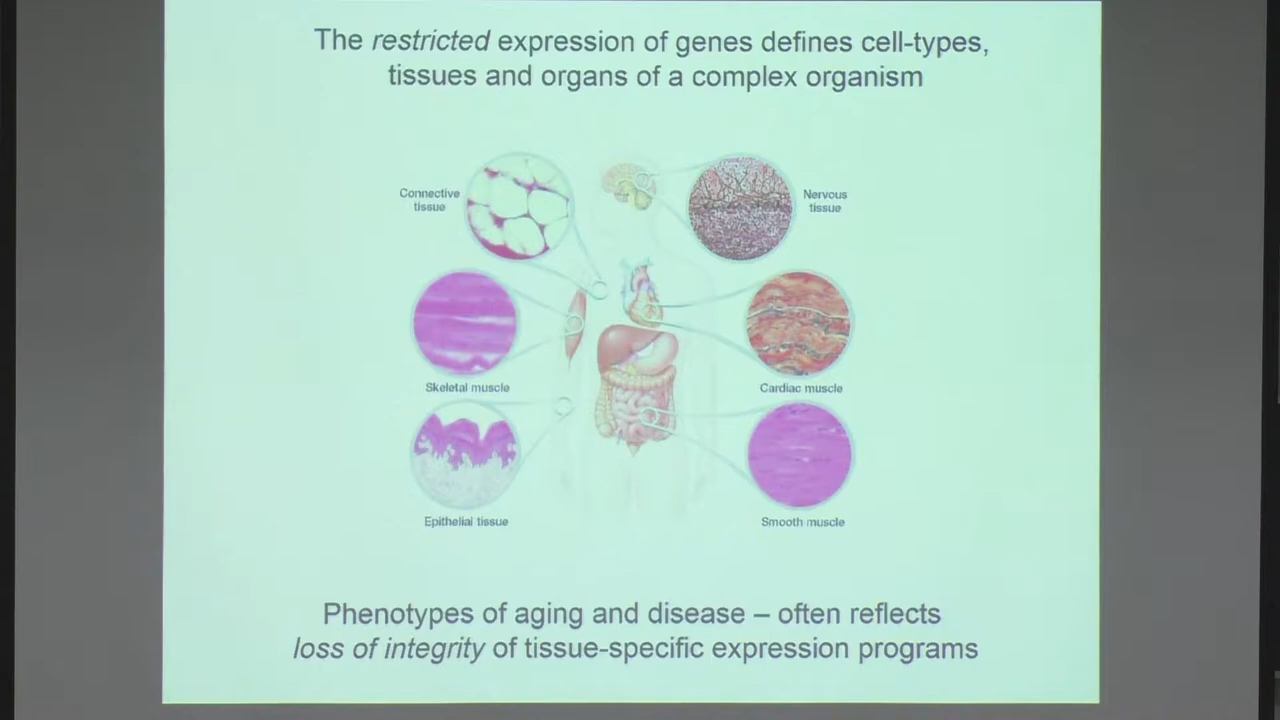 The restricted expression of genes defines cell-types,
tissues and organs of a complex organism
Connective
tissue
Nervous
tissue
Skeletal muscle
Cardiac muscle
Epithelial tissue
Smooth muscle
Phenotypes of aging and disease – often reflects
loss of integrity of tissue-specific expression programs